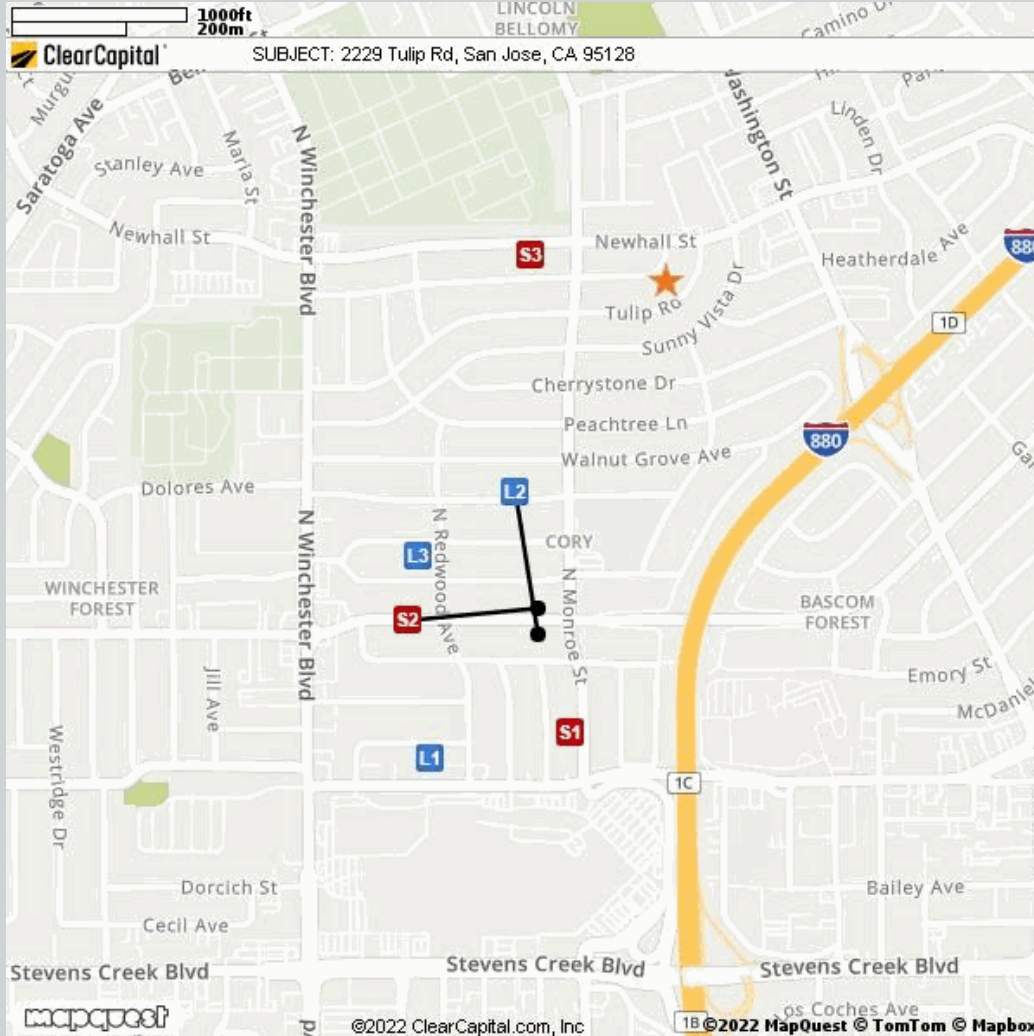 1000ft
200m
LINCOLN
BELLOMY
ClearCapital
SUBJECT: 2229 Tulip Rd, San Jose, CA 95128
Saratoga Ave
Stanley Ave
Maria St
N Winchester Blvd
Washington St
Linden Dr
Newhall St
S3
Newhall St
Heatherdale Ave
880
Tulip
Sunny Vista Dr
1D
Cherrystone Dr
Peachtree Ln
880
Walnut Grove Ave
Dolores Ave
L2
N Winchester Blvd
N Redwood Ave
L3
CORY
N Monroe St
WINCHESTER
FOREST
S2
BASCOM
FOREST
Jill Ave
Emory St
S1
Westridge Dr
L1
1C
Dorcich St
Bailey Ave
Cecil Ave
Stevens Creek Blvd
Stevens Creek Blvd
Stevens Creek Blvd
mapquest
©2022 ClearCapital.com, Inc
1B
©2022 MapQuest © TomTom ©